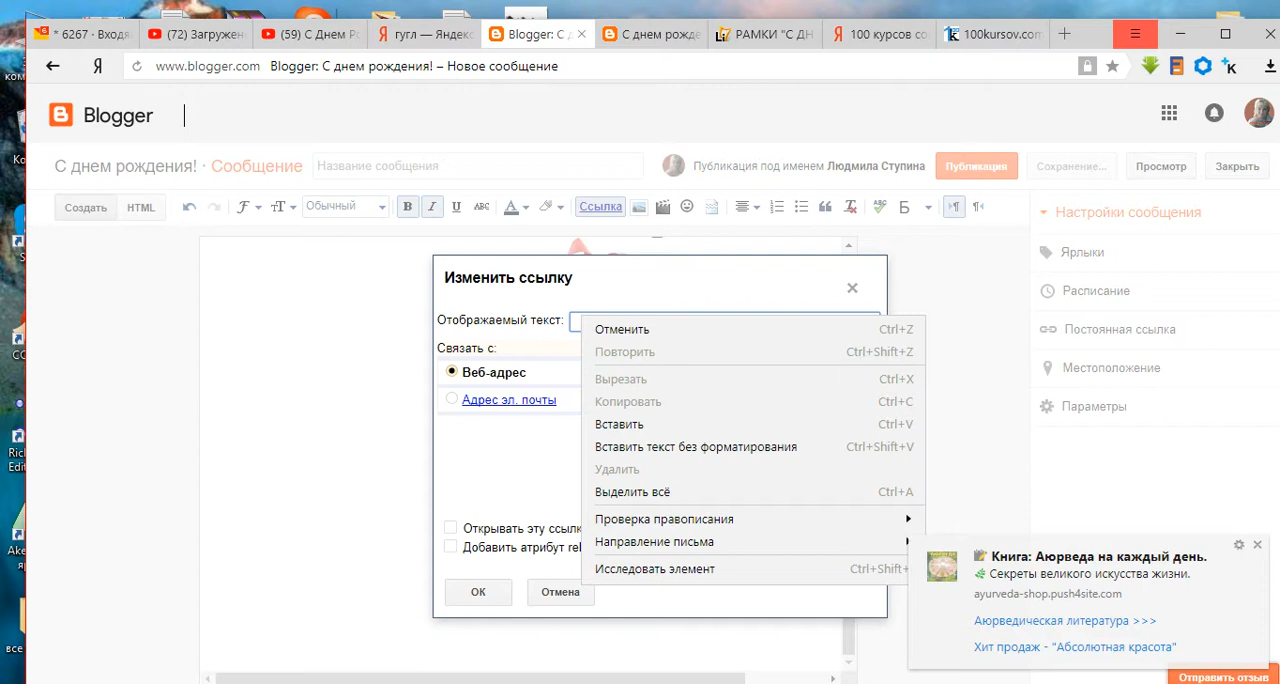 * 6267 · Входя
(72) Загружен
(59) С Днем Ро
гугл — Яндекс
Blogger: С д
С днем рожде
РАМКИ "С ДН
100 курсов со
100kursov.com
www.blogger.com Blogger: С днем рождения! – Новое сообщение
Blogger
С днем рождения! · Сообщение
Название сообщения
Публикация под именем Людмила Ступина
Публикация
Сохранение...
Просмотр
Закрыть
Создать
HTML
Обычный
B I U ABC
Ссылка
Настройки сообщения
Ярлыки
Расписание
Постоянная ссылка
Местоположение
Параметры
Изменить ссылку
Отображаемый текст:
Связать с:
Веб-адрес
Адрес эл. почты
Открывать эту ссылк
Добавить атрибут rel
ОК
Отмена
Отменить Ctrl+Z
Повторить Ctrl+Shift+Z
Вырезать Ctrl+X
Копировать Ctrl+C
Вставить Ctrl+V
Вставить текст без форматирования Ctrl+Shift+V
Удалить
Выделить всё Ctrl+A
Проверка правописания
Направление письма
Исследовать элемент Ctrl+Shift+
Книга: Аюрведа на каждый день.
Секреты великого искусства жизни.
ayurveda-shop.push4site.com
Аюрведическая литература >>>
Хит продаж - "Абсолютная красота"
Отправить отзыв